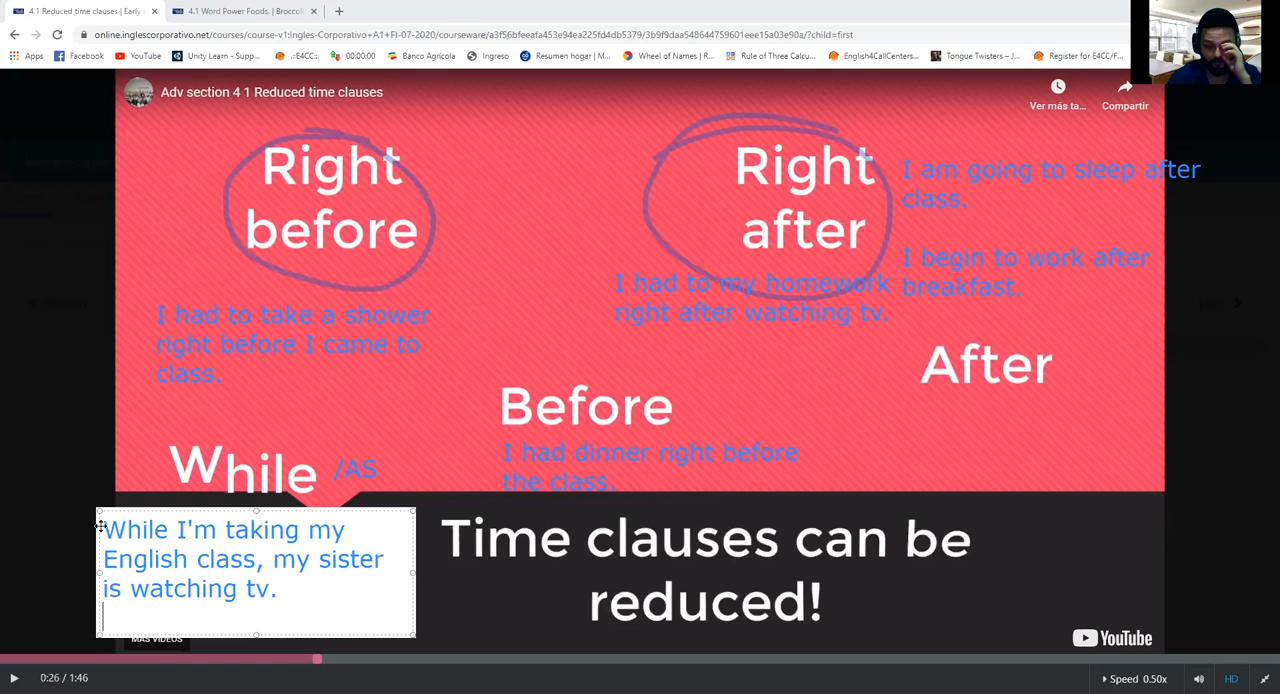 4.1 Reduced time clauses | Early
4.1 Word Power Foods. | Broccoli
online.inglescorporativo.net/courses/course-v1:ingles-Corporativo+A1+FI-07-2020/courseware/a3f56bfeefa453e94ea225fd4db5379/3b9f9daa548644759601eee15a03e90a/?child=first
Apps Facebook YouTube Unity Learn - Supp... .:E4CC:. 00:00:00 Banco Agrícola Ingreso Resumen hogar | M... Wheel of Names | R... Rule of Three Calcu... English4CallCenters... Tongue Twisters – J... Register for E4CC/F...
Adv section 4 1 Reduced time clauses
Ver más ta... Compartir
Right
before
Right
after
I am going to sleep after
class.
I begin to work after
breakfast.
I had to my homework
right after watching tv.
I had to take a shower
right before I came to
class.
After
Before
I had dinner right before
the class.
While /AS
While I'm taking my
English class, my sister
is watching tv.
Time clauses can be
reduced!
MÁS VÍDEOS
YouTube
0:26 / 1:46
Speed 0.50x
HD